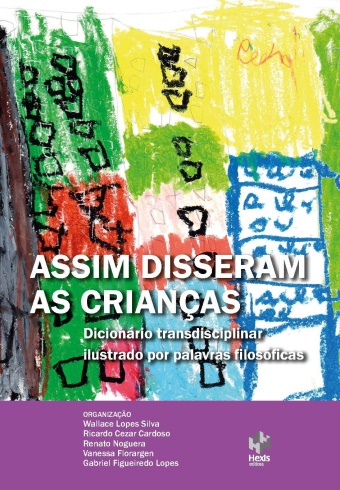 ASSIM DISSERAM
AS CRIANÇAS
Dicionário transdisciplinar
ilustrado por palavras filosóficas
ORGANIZAÇÃO
Wallace Lopes Silva
Ricardo Cezar Cardoso
Renato Noguera
Vanessa Florargen
Gabriel Figueiredo Lopes
Hexis
editora